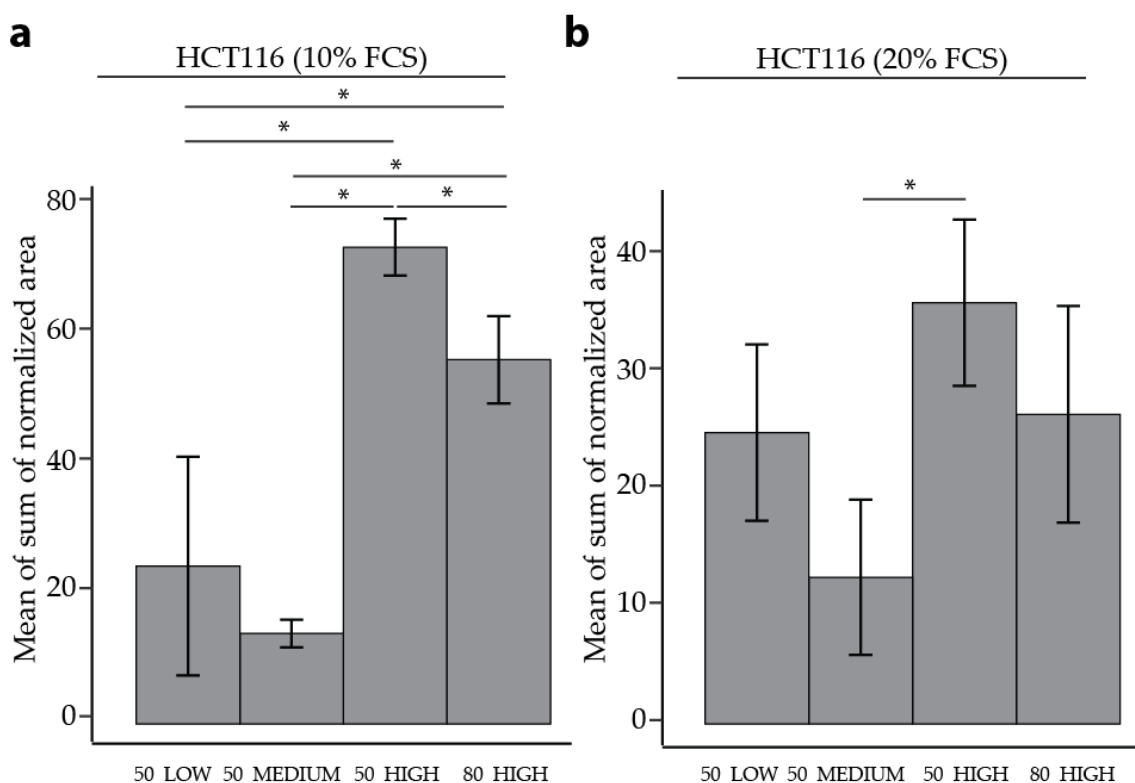 a
HCT116 (10% FCS)
*
*
*
*
*
Mean of sum of normalized area
80
60
40
20
0
50 LOW 50 MEDIUM 50 HIGH 80 HIGH
b
HCT116 (20% FCS)
*
Mean of sum of normalized area
40
30
20
10
0
50 LOW 50 MEDIUM 50 HIGH 80 HIGH